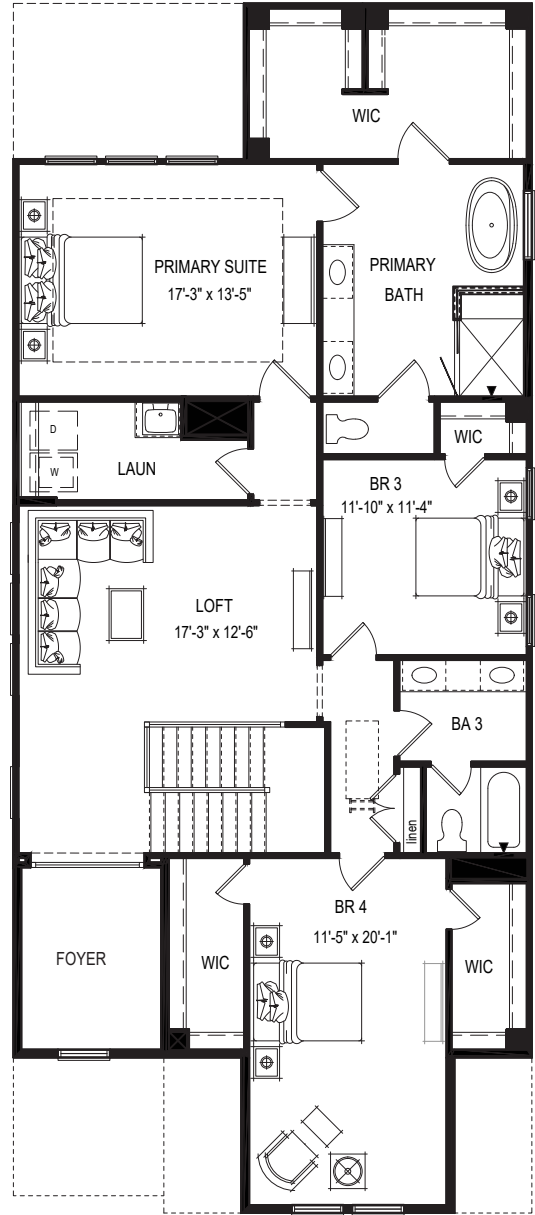 WIC
PRIMARY SUITE
17'-3" x 13'-5"
PRIMARY
BATH
D
W
LAUN
WIC
BR 3
11'-10" x 11'-4"
LOFT
17'-3" x 12'-6"
BA 3
linen
BR 4
11'-5" x 20'-1"
FOYER
WIC
WIC